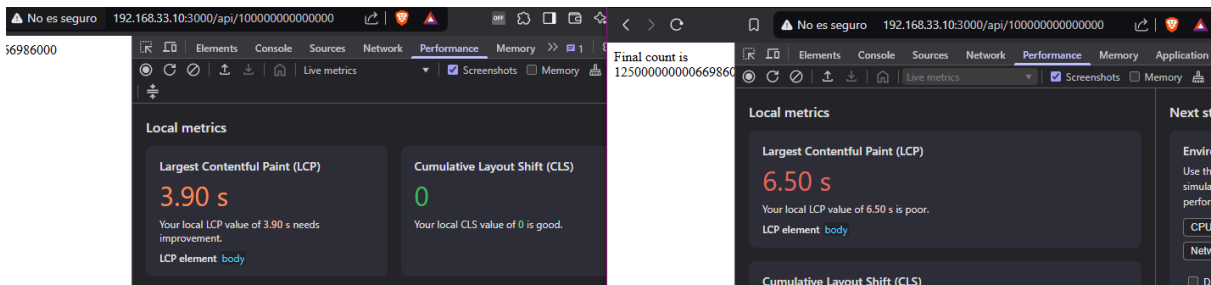 No es seguro 192.168.33.10:3000/api/100000000000000
66986000
Elements Console Sources Network Performance Memory 1
Live metrics Screenshots Memory
Local metrics
Largest Contentful Paint (LCP)
3.90 s
Your local LCP value of 3.90 s needs
improvement.
LCP element body
Cumulative Layout Shift (CLS)
0
Your local CLS value of 0 is good.
No es seguro 192.168.33.10:3000/api/100000000000000
Final count is
125000000000669860
Elements Console Sources Network Performance Memory Application
Live metrics Screenshots Memory
Local metrics
Largest Contentful Paint (LCP)
6.50 s
Your local LCP value of 6.50 s is poor.
LCP element body
Cumulative Layout Shift (CLS)
Next st
Enviro
Use th
simula
perfor
CPU
Netw
D